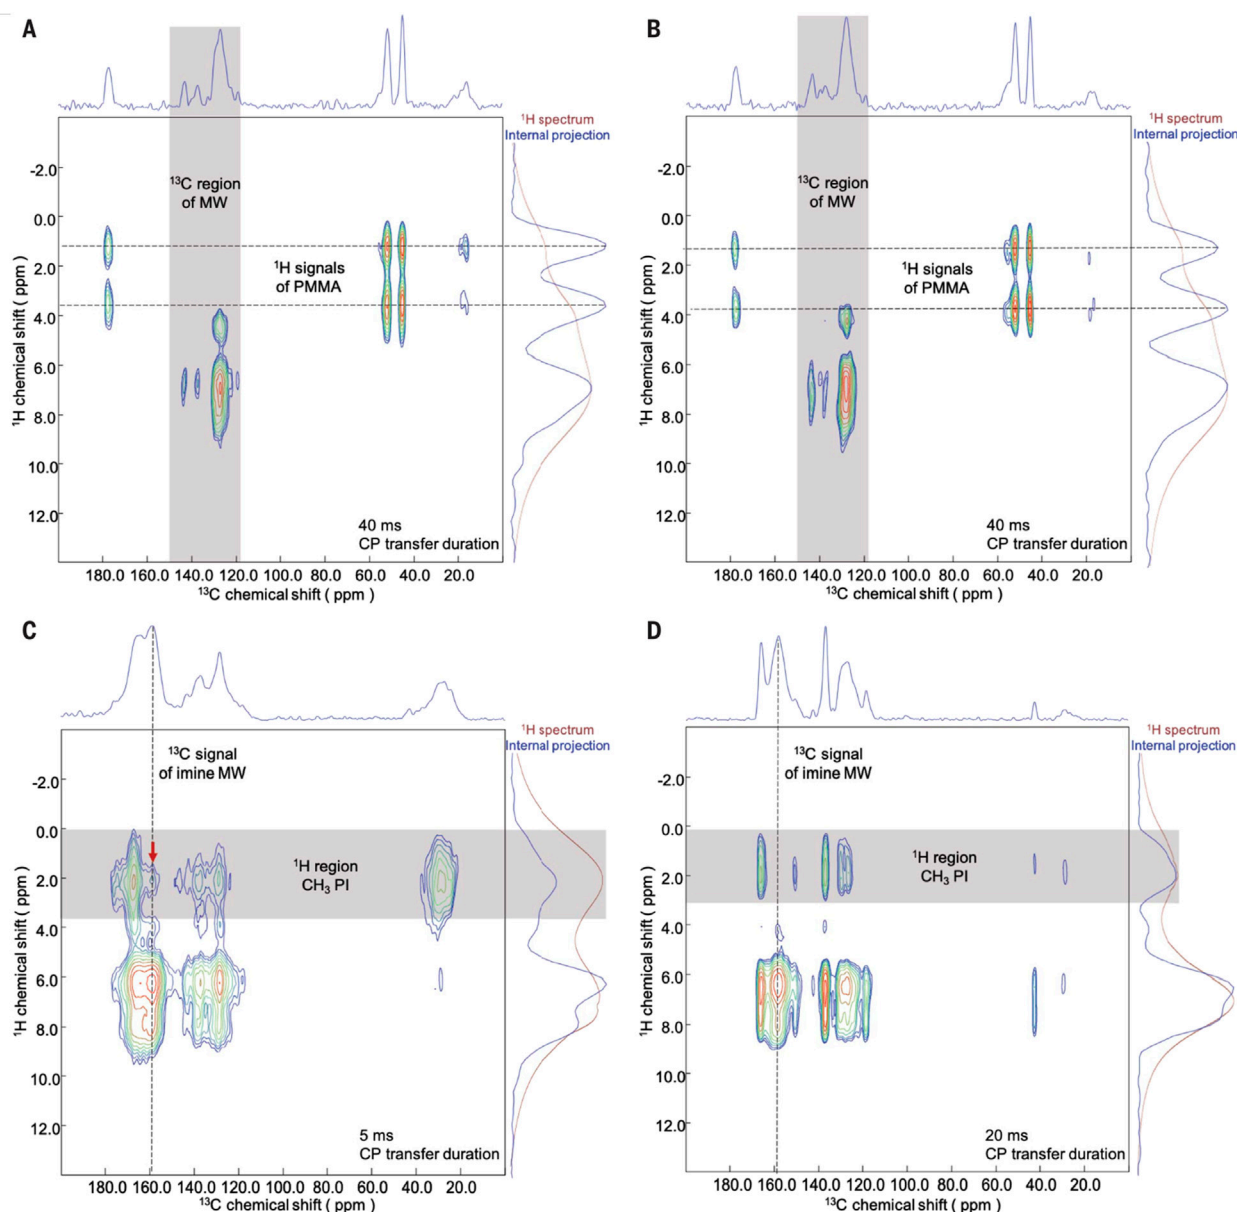 A
¹H spectrum
Internal projection
-2.0
¹³C region
of MW
0.0
¹H signals
of PMMA
2.0
4.0
6.0
8.0
10.0
12.0
¹H chemical shift ( ppm )
40 ms
CP transfer duration
180.0 160.0 140.0 120.0 100.0 80.0 60.0 40.0 20.0
¹³C chemical shift ( ppm )
B
¹H spectrum
Internal projection
-2.0
¹³C region
of MW
0.0
¹H signals
of PMMA
2.0
4.0
6.0
8.0
10.0
12.0
¹H chemical shift ( ppm )
40 ms
CP transfer duration
180.0 160.0 140.0 120.0 100.0 80.0 60.0 40.0 20.0
¹³C chemical shift ( ppm )
C
¹H spectrum
Internal projection
¹³C signal
of imine MW
-2.0
0.0
¹H region
CH₃ PI
2.0
4.0
6.0
8.0
10.0
12.0
¹H chemical shift ( ppm )
5 ms
CP transfer duration
180.0 160.0 140.0 120.0 100.0 80.0 60.0 40.0 20.0
¹³C chemical shift ( ppm )
D
¹H spectrum
Internal projection
¹³C signal
of imine MW
-2.0
0.0
¹H region
CH₃ PI
2.0
4.0
6.0
8.0
10.0
12.0
¹H chemical shift ( ppm )
20 ms
CP transfer duration
180.0 160.0 140.0 120.0 100.0 80.0 60.0 40.0 20.0
¹³C chemical shift ( ppm )